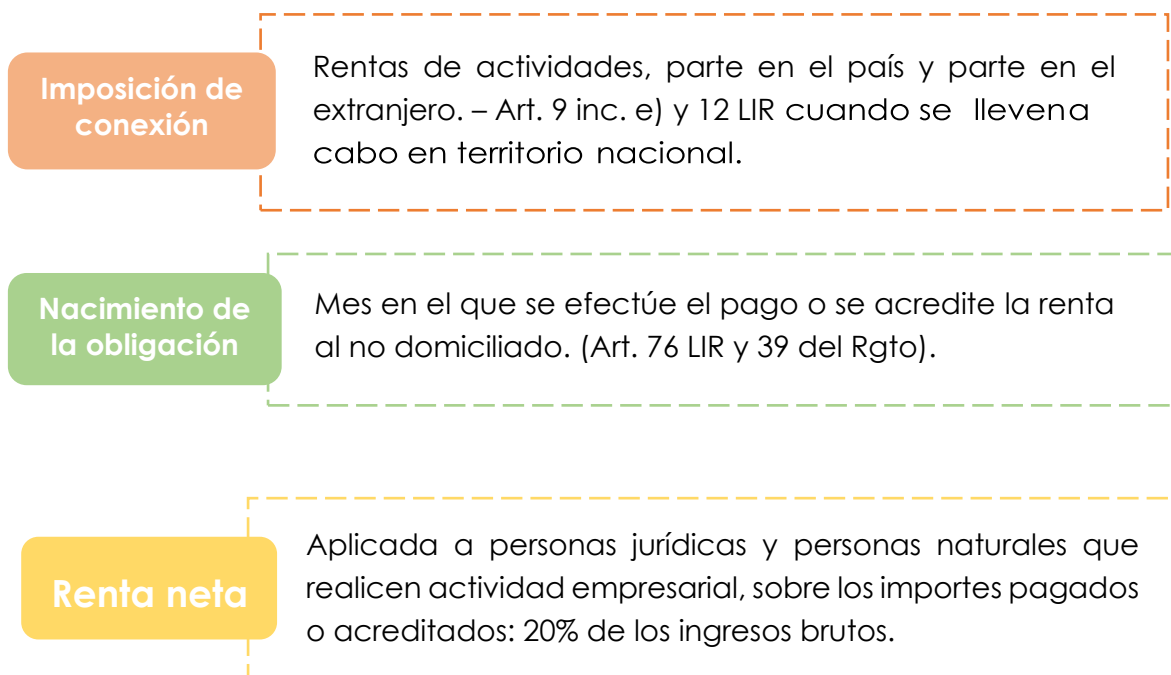 Imposición de
conexión
Rentas de actividades, parte en el país y parte en el
extranjero. – Art. 9 inc. e) y 12 LIR cuando se llevena
cabo en territorio nacional.
Nacimiento de
la obligación
Mes en el que se efectúe el pago o se acredite la renta
al no domiciliado. (Art. 76 LIR y 39 del Rgto).
Renta neta
Aplicada a personas jurídicas y personas naturales que
realicen actividad empresarial, sobre los importes pagados
o acreditados: 20% de los ingresos brutos.